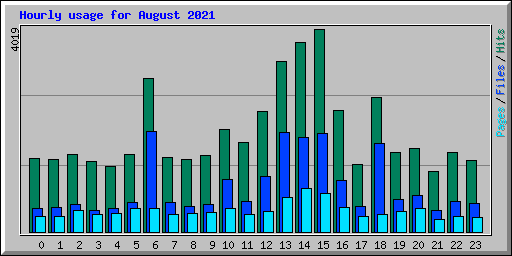 Hourly usage for August 2021
4019
Pages/Files/Hits
0 1 2 3 4 5 6 7 8 9 10 11 12 13 14 15 16 17 18 19 20 21 22 23